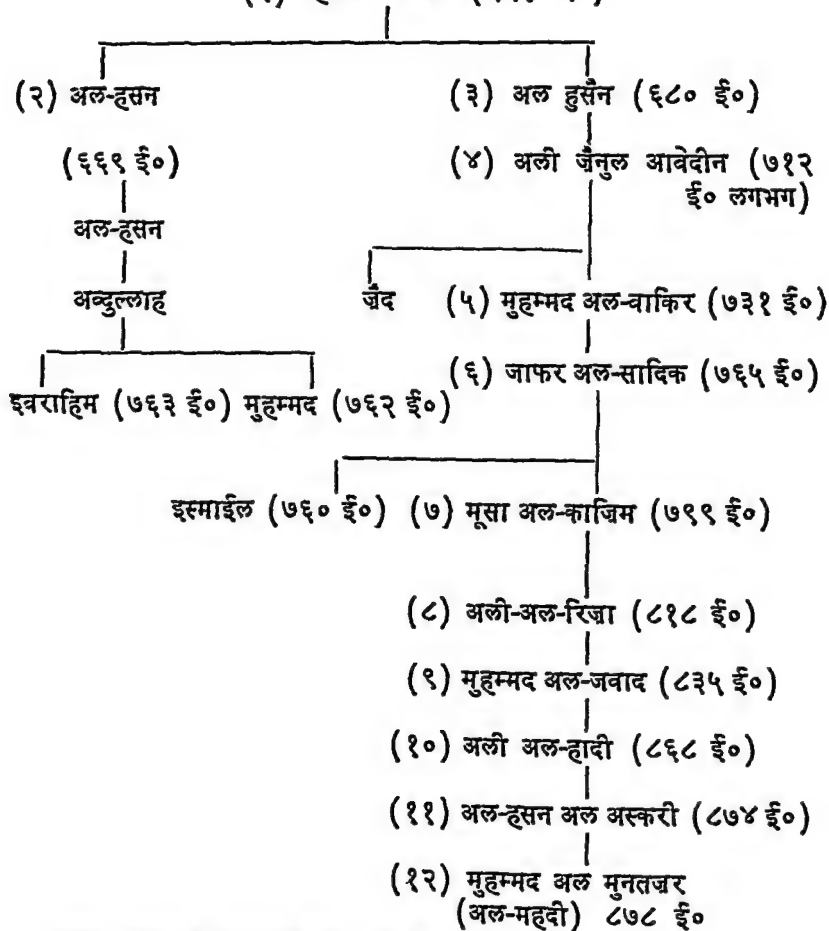 (२) अल-हसन (३) अल हुसैन (६८० ई०)
(६६९ ई०) (४) अली ज़ैनुल आवेदीन (७१२
ई० लगभग)
अल-हसन
अब्दुल्लाह ज़ैद (५) मुहम्मद अल-वाकिर (७३१ ई०)
(६) जाफर अल-सादिक (७६५ ई०)
इवराहिम (७६३ ई०) मुहम्मद (७६२ ई०)
इस्माईल (७६० ई०) (७) मूसा अल-काज़िम (७९९ ई०)
(८) अली-अल-रिज़ा (८१८ ई०)
(९) मुहम्मद अल-जवाद (८३५ ई०)
(१०) अली अल-हादी (८६८ ई०)
(११) अल-हसन अल अस्करी (८७४ ई०)
(१२) मुहम्मद अल मुनतज़र
(अल-महदी) ८७८ ई०